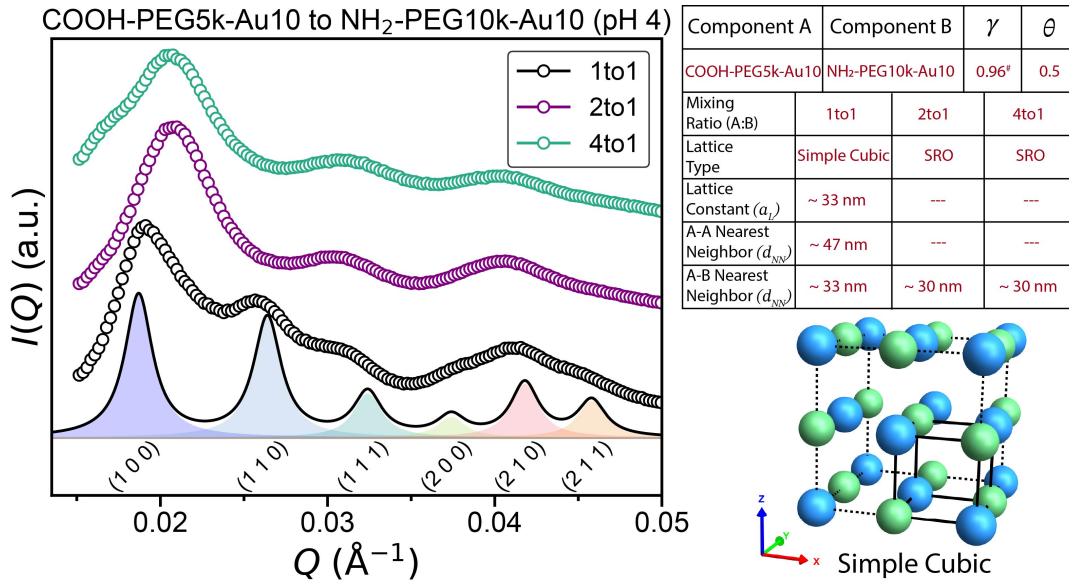 COOH-PEG5k-Au10 to NH₂-PEG10k-Au10 (pH 4)
1to1
2to1
4to1
I(Q) (a.u.)
(1 0 0)
(1 1 0)
(1 1 1)
(2 0 0)
(2 1 0)
(2 1 1)
0.02
0.03
0.04
0.05
Q (Å⁻¹)
Component A Component B γ θ
COOH-PEG5k-Au10 NH₂-PEG10k-Au10 0.96# 0.5
Mixing
Ratio (A:B) 1to1 2to1 4to1
Lattice
Type Simple Cubic SRO SRO
Lattice
Constant (a_L) ~ 33 nm --- ---
A-A Nearest
Neighbor (d_NN) ~ 47 nm --- ---
A-B Nearest
Neighbor (d_NN) ~ 33 nm ~ 30 nm ~ 30 nm
Z
Y
X
Simple Cubic